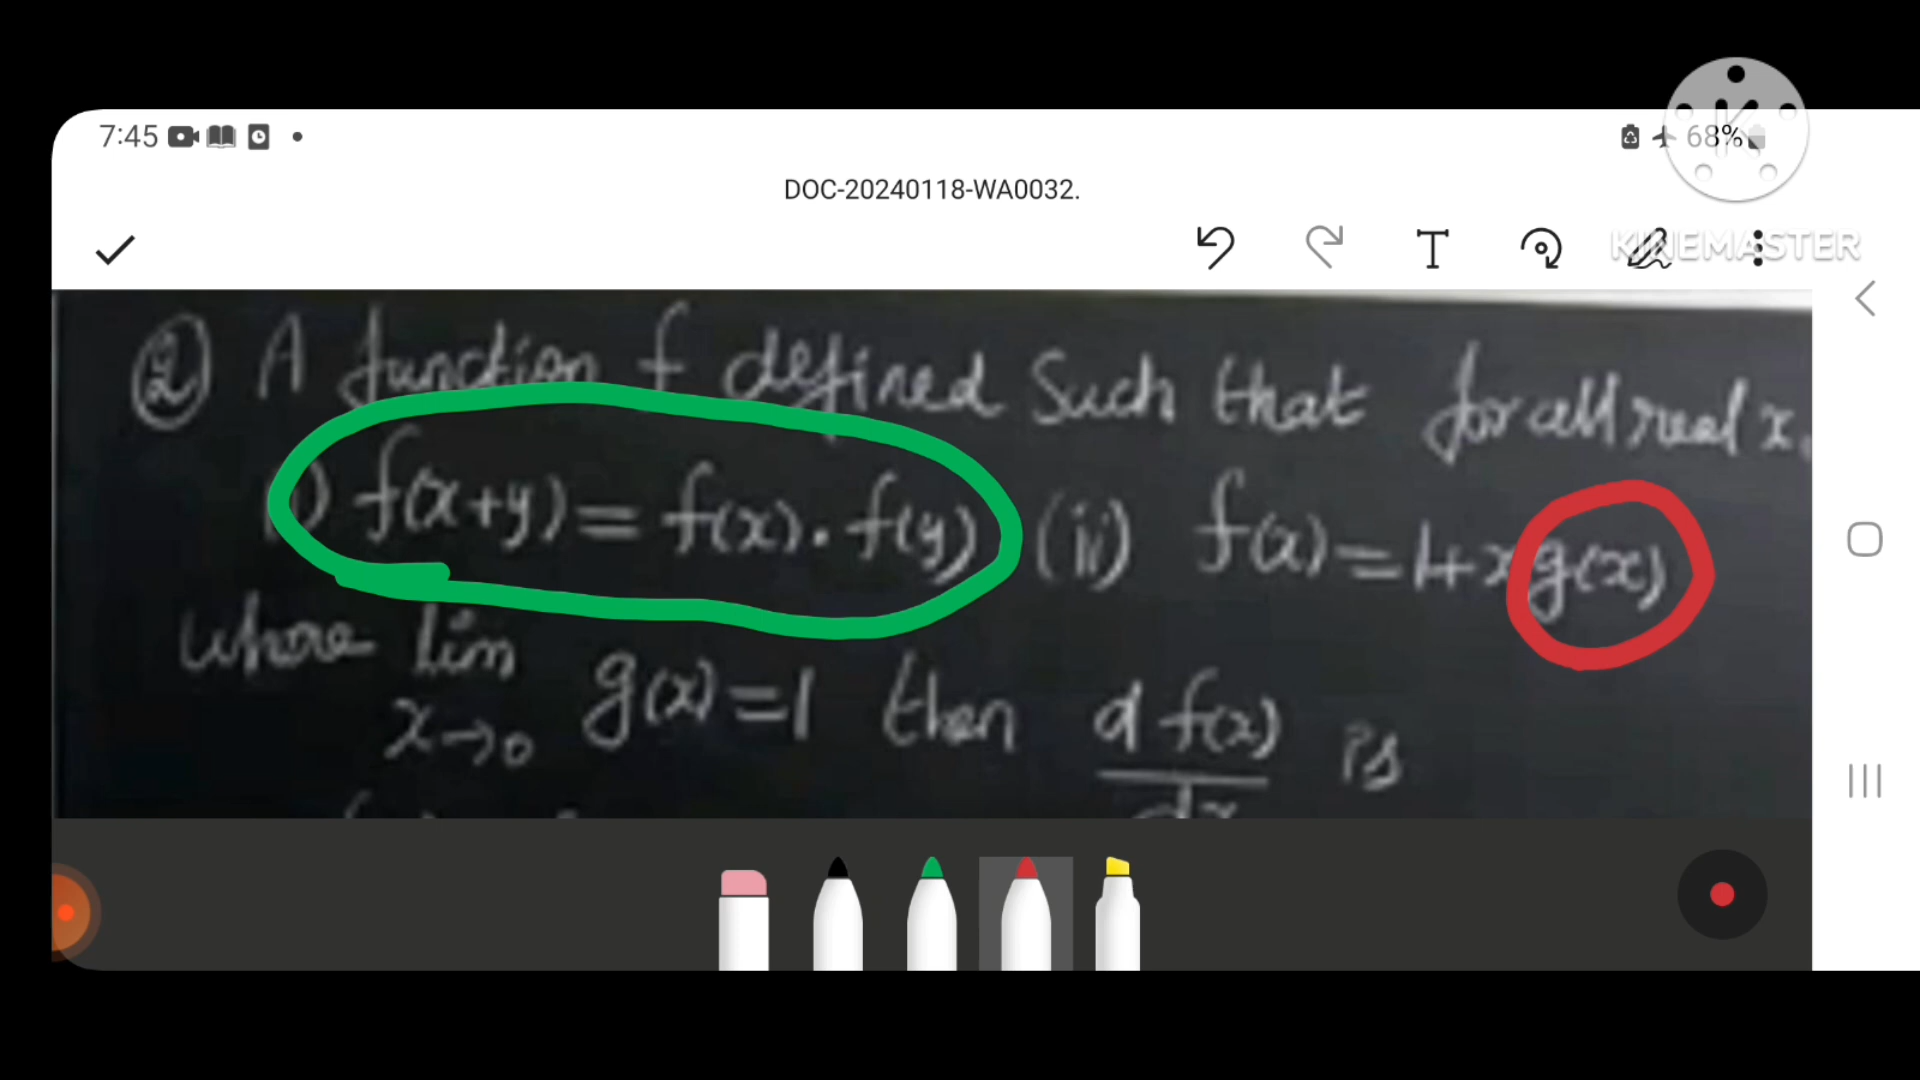 7:45
68%
DOC-20240118-WA0032.
KINEMASTER
② A function f defined Such that for all real x.
i) f(x+y) = f(x) . f(y) (ii) f(x) = 1+x g(x)
where lim g(x) = 1 then d f(x) is
x→0 dx